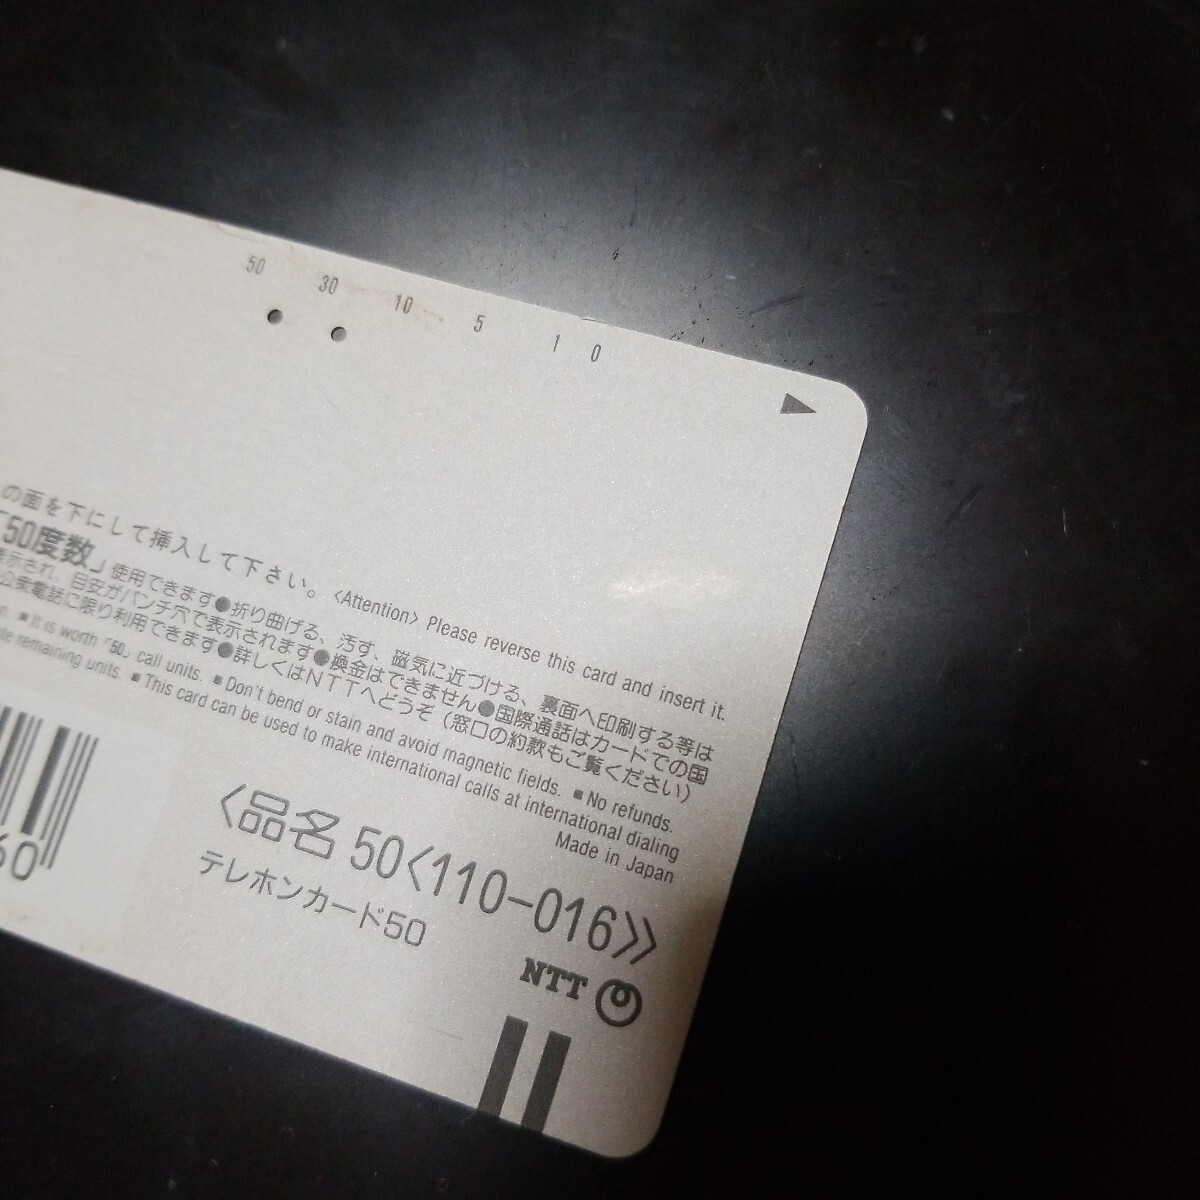 50 30 10 5 1 0
の面を下にして挿入して下さい。〈Attention〉 Please reverse this card and insert it.
「50度数」使用できます●折り曲げる、汚す、磁気に近づける、裏面へ印刷する等は
表示され、目安がパンチ穴で表示されます●換金はできません●国際通話はカードでの国
公衆電話に限り利用できます●詳しくはNTTへどうぞ（窓口の約款もご覧ください）
■It is worth「50」call units. ■Don't bend or stain and avoid magnetic fields. ■No refunds.
remaining units. ■This card can be used to make international calls at international dialing
Made in Japan
〈品名 50〈110-016〉〉
テレホンカード50
NTT
60